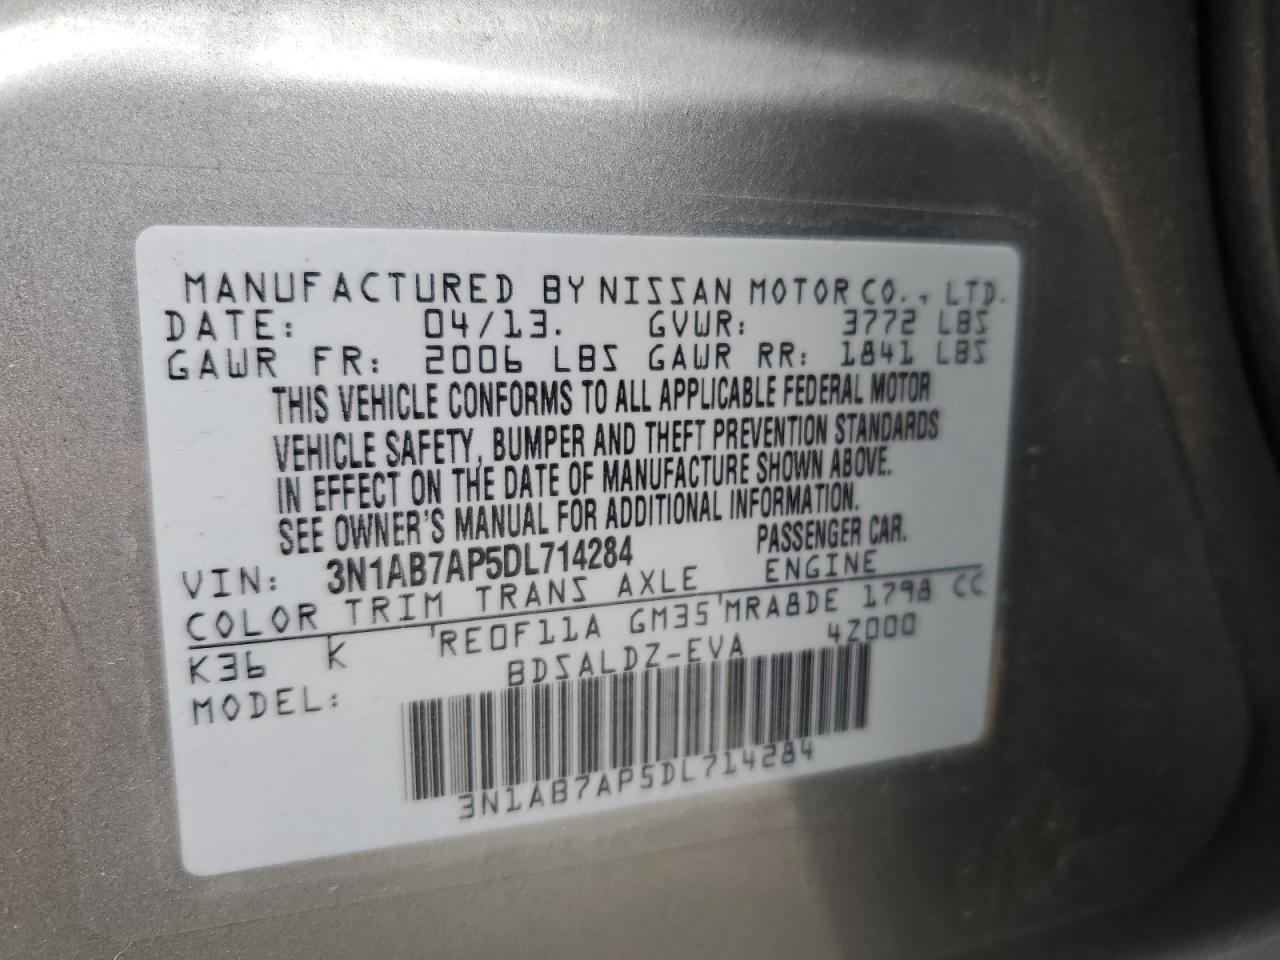 MANUFACTURED BY NISSAN MOTOR CO., LTD.
DATE: 04/13. GVWR: 3772 LBS
GAWR FR: 2006 LBS GAWR RR: 1841 LBS
THIS VEHICLE CONFORMS TO ALL APPLICABLE FEDERAL MOTOR
VEHICLE SAFETY, BUMPER AND THEFT PREVENTION STANDARDS
IN EFFECT ON THE DATE OF MANUFACTURE SHOWN ABOVE.
SEE OWNER'S MANUAL FOR ADDITIONAL INFORMATION.
VIN: 3N1AB7AP5DL714284 PASSENGER CAR.
COLOR TRIM TRANS AXLE ENGINE
K36 K RE0F11A GM35 MRA8DE 1798 CC
MODEL: BDSALDZ-EVA 4Z000
3N1AB7AP5DL714284